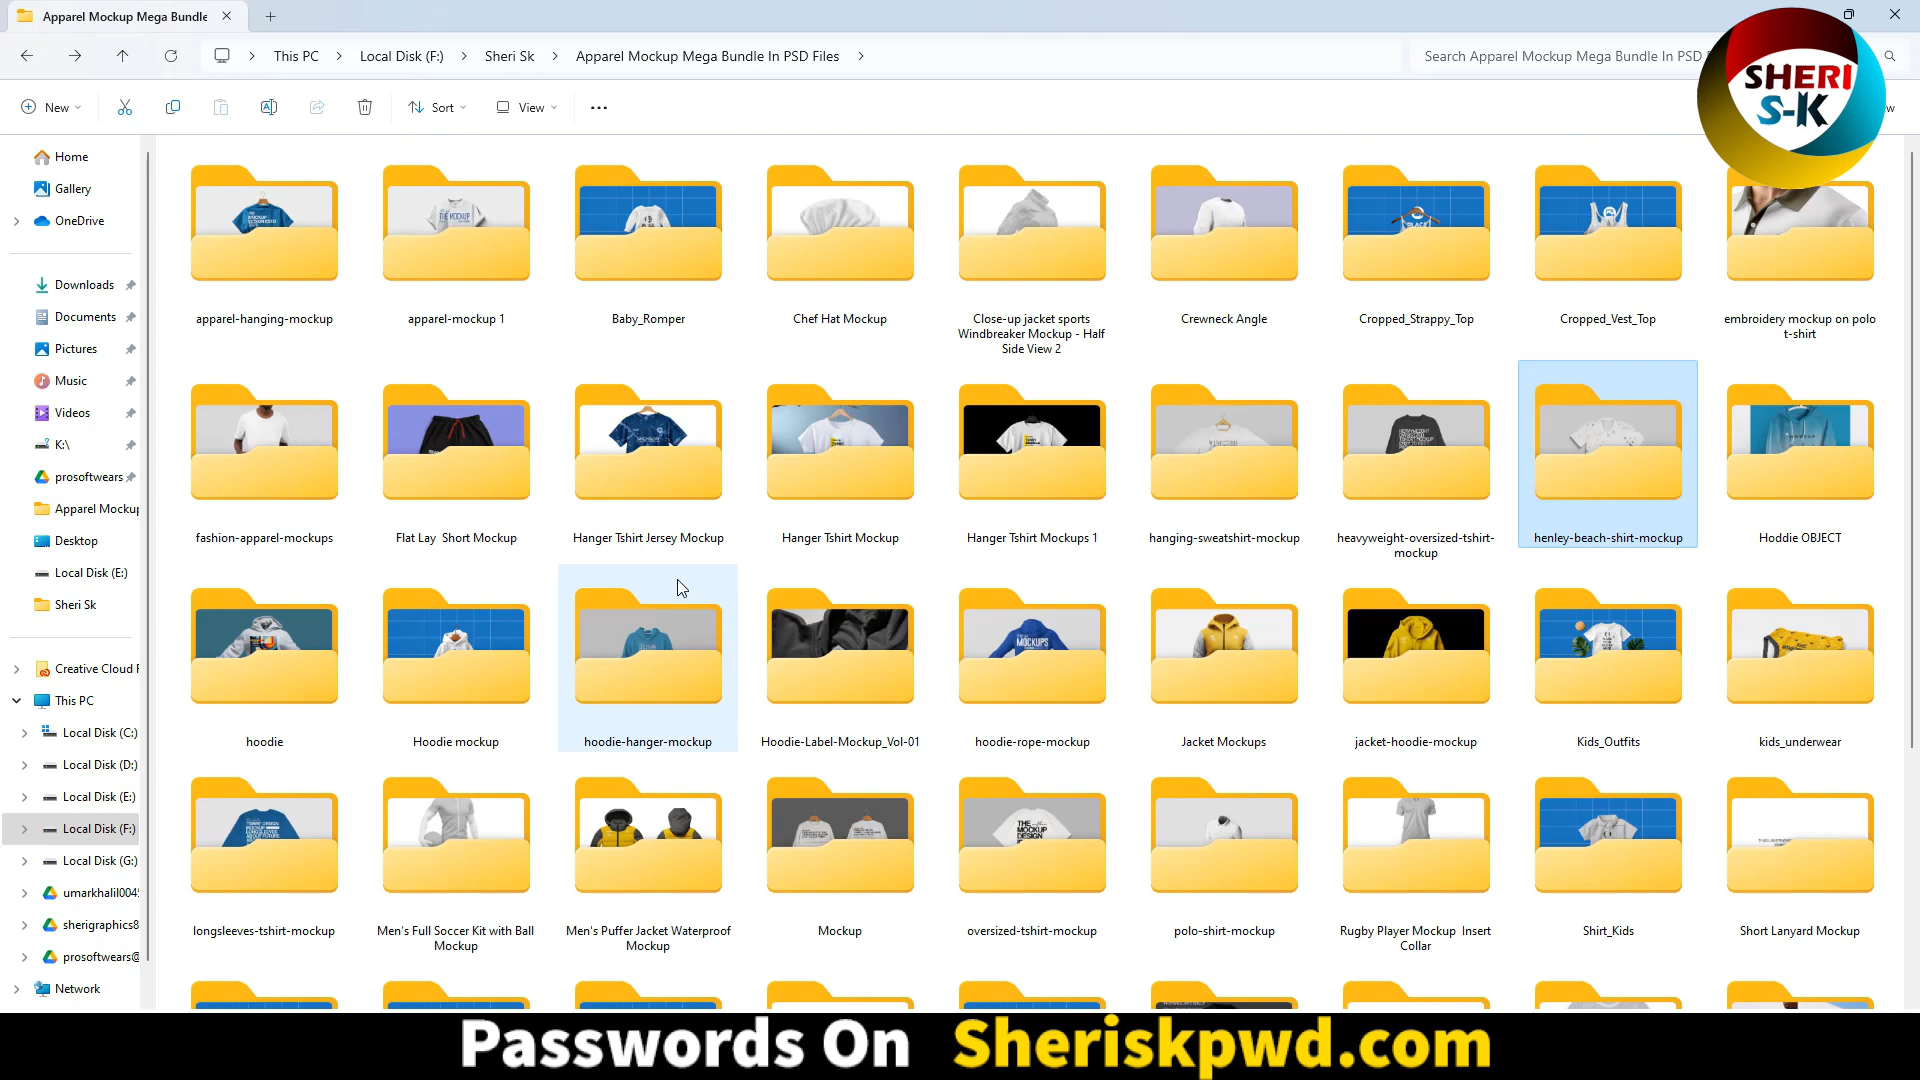 Apparel Mockup Mega Bundle
This PC
Local Disk (F:)
Sheri Sk
Apparel Mockup Mega Bundle In PSD Files
Search Apparel Mockup Mega Bundle In PSD
SHERI
S-K
New
Sort
View
Home
Gallery
OneDrive
Downloads
Documents
Pictures
Music
Videos
K:\
prosoftwears
Apparel Mockup
Desktop
Local Disk (E:)
Sheri Sk
Creative Cloud F
This PC
Local Disk (C:)
Local Disk (D:)
Local Disk (E:)
Local Disk (F:)
Local Disk (G:)
umarkhalil004
sherigraphics8
prosoftwears@
Network
apparel-hanging-mockup
apparel-mockup 1
Baby_Romper
Chef Hat Mockup
Close-up jacket sports
Windbreaker Mockup - Half
Side View 2
Crewneck Angle
Cropped_Strappy_Top
Cropped_Vest_Top
embroidery mockup on polo
t-shirt
fashion-apparel-mockups
Flat Lay  Short Mockup
Hanger Tshirt Jersey Mockup
Hanger Tshirt Mockup
Hanger Tshirt Mockups 1
hanging-sweatshirt-mockup
heavyweight-oversized-tshirt-
mockup
henley-beach-shirt-mockup
Hoddie OBJECT
hoodie
Hoodie mockup
hoodie-hanger-mockup
Hoodie-Label-Mockup_Vol-01
hoodie-rope-mockup
Jacket Mockups
jacket-hoodie-mockup
Kids_Outfits
kids_underwear
longsleeves-tshirt-mockup
Men's Full Soccer Kit with Ball
Mockup
Men's Puffer Jacket Waterproof
Mockup
Mockup
oversized-tshirt-mockup
polo-shirt-mockup
Rugby Player Mockup  Insert
Collar
Shirt_Kids
Short Lanyard Mockup
Passwords On Sheriskpwd.com